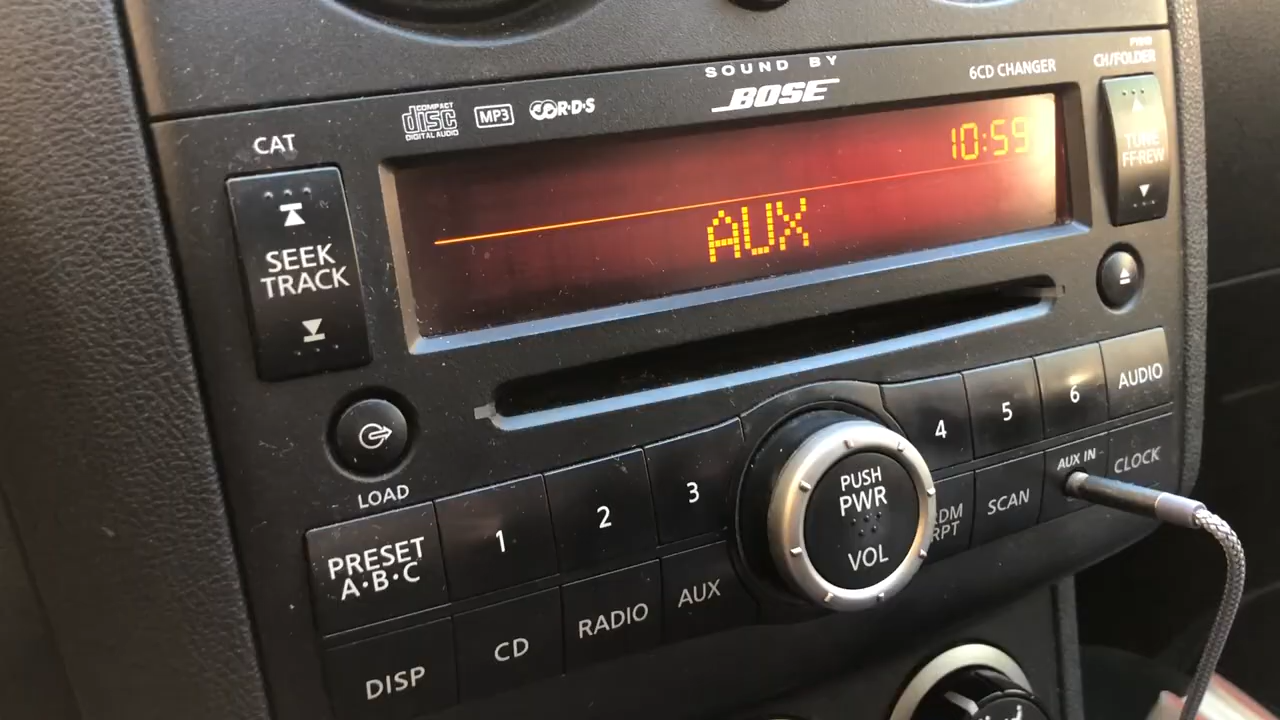 SOUND BY
BOSE
6CD CHANGER
CH/FOLDER
COMPACT
disc
DIGITAL AUDIO
MP3
R·D·S
CAT
10:59
TUNE
FF·REW
AUX
SEEK
TRACK
LOAD
PRESET
A·B·C
1
2
3
PUSH
PWR
VOL
4
5
6
AUDIO
DISP
CD
RADIO
AUX
RDM
RPT
SCAN
AUX IN
CLOCK